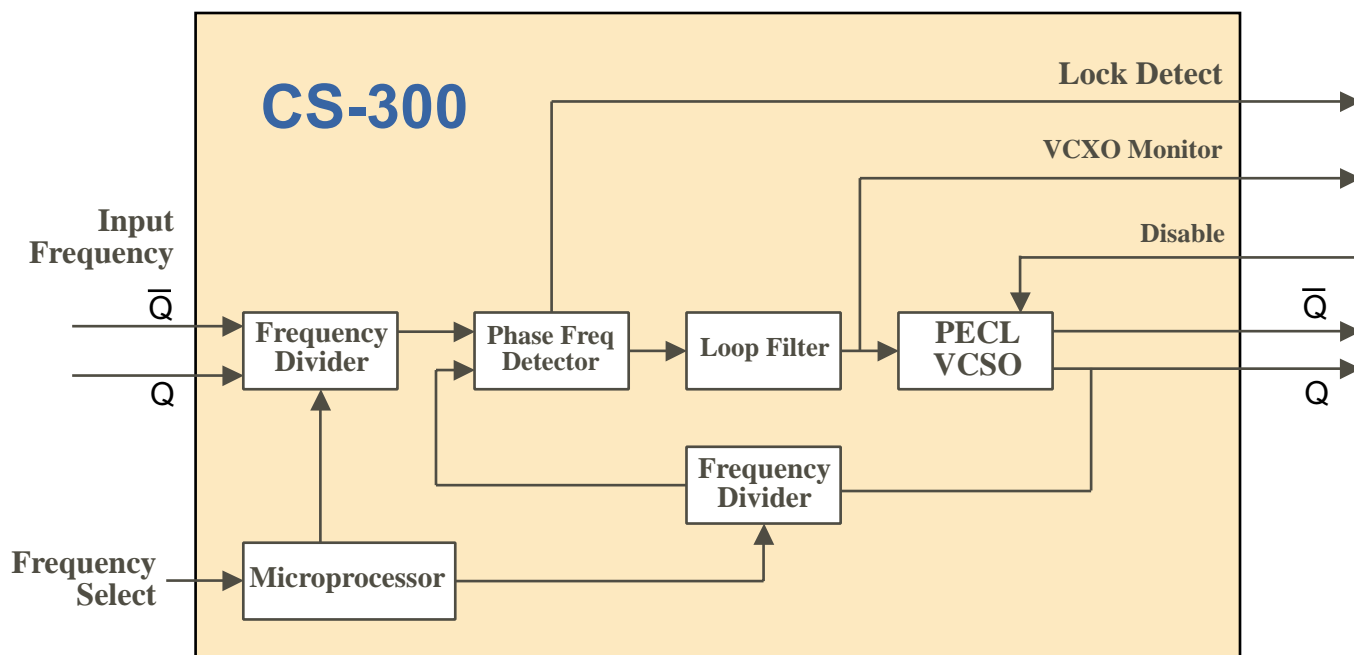 CS-300
Lock Detect
VCXO Monitor
Disable
Input
Frequency
Q̅
Q
Frequency
Divider
Phase Freq
Detector
Loop Filter
PECL
VCSO
Q̅
Q
Frequency
Divider
Frequency
Select
Microprocessor